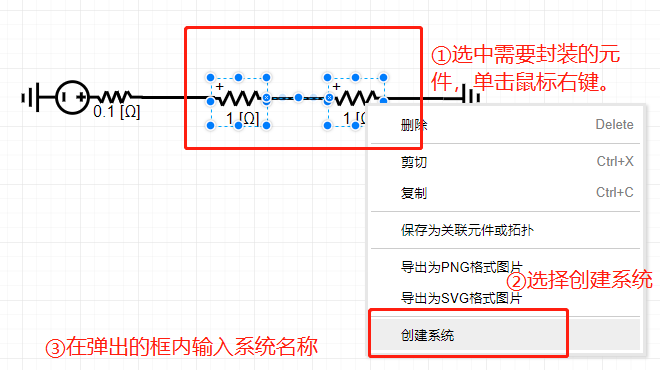 ①选中需要封装的元
件，单击鼠标右键。
+
+
0.1 [Ω]
1 [Ω]
1 [Ω
删除 Delete
剪切 Ctrl+X
复制 Ctrl+C
保存为关联元件或拓扑
导出为PNG格式图片
②选择创建系统
导出为SVG格式图片
创建系统
③在弹出的框内输入系统名称